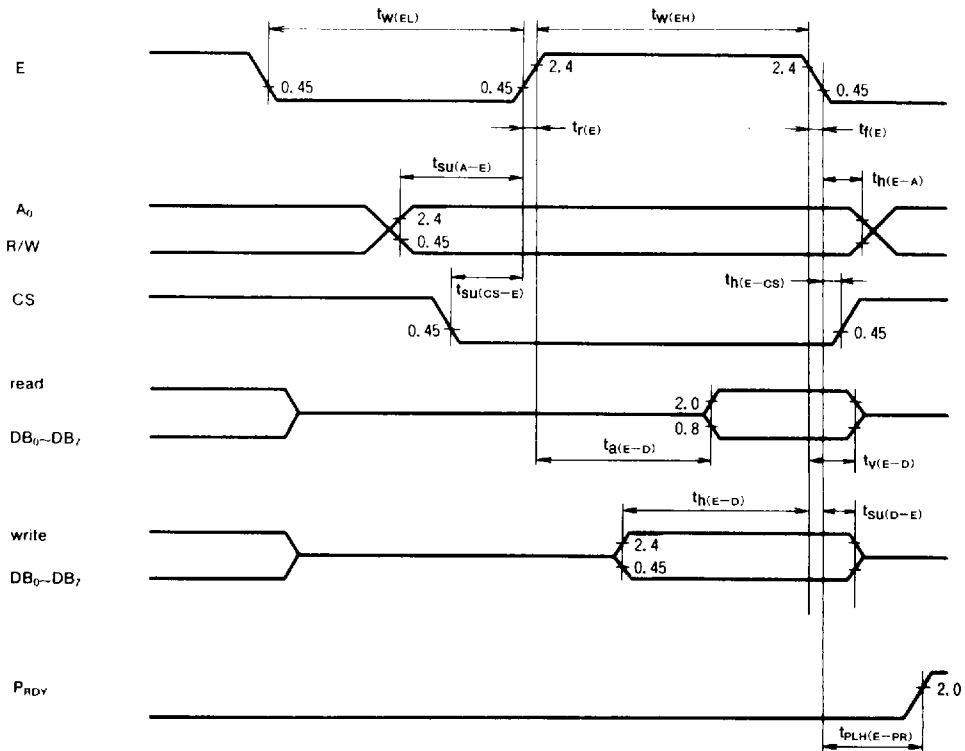 tW(EL) tW(EH)
E 0.45 0.45 2.4 2.4 0.45
tr(E) tf(E)
tsu(A−E) th(E−A)
A0 2.4
R/W 0.45
CS tsu(CS−E) th(E−CS)
0.45 0.45
read 2.0
0.8
DB0~DB7 ta(E−D) tv(E−D)
th(E−D) tsu(D−E)
write 2.4
0.45
DB0~DB7
PRDY 2.0
tPLH(E−PR)